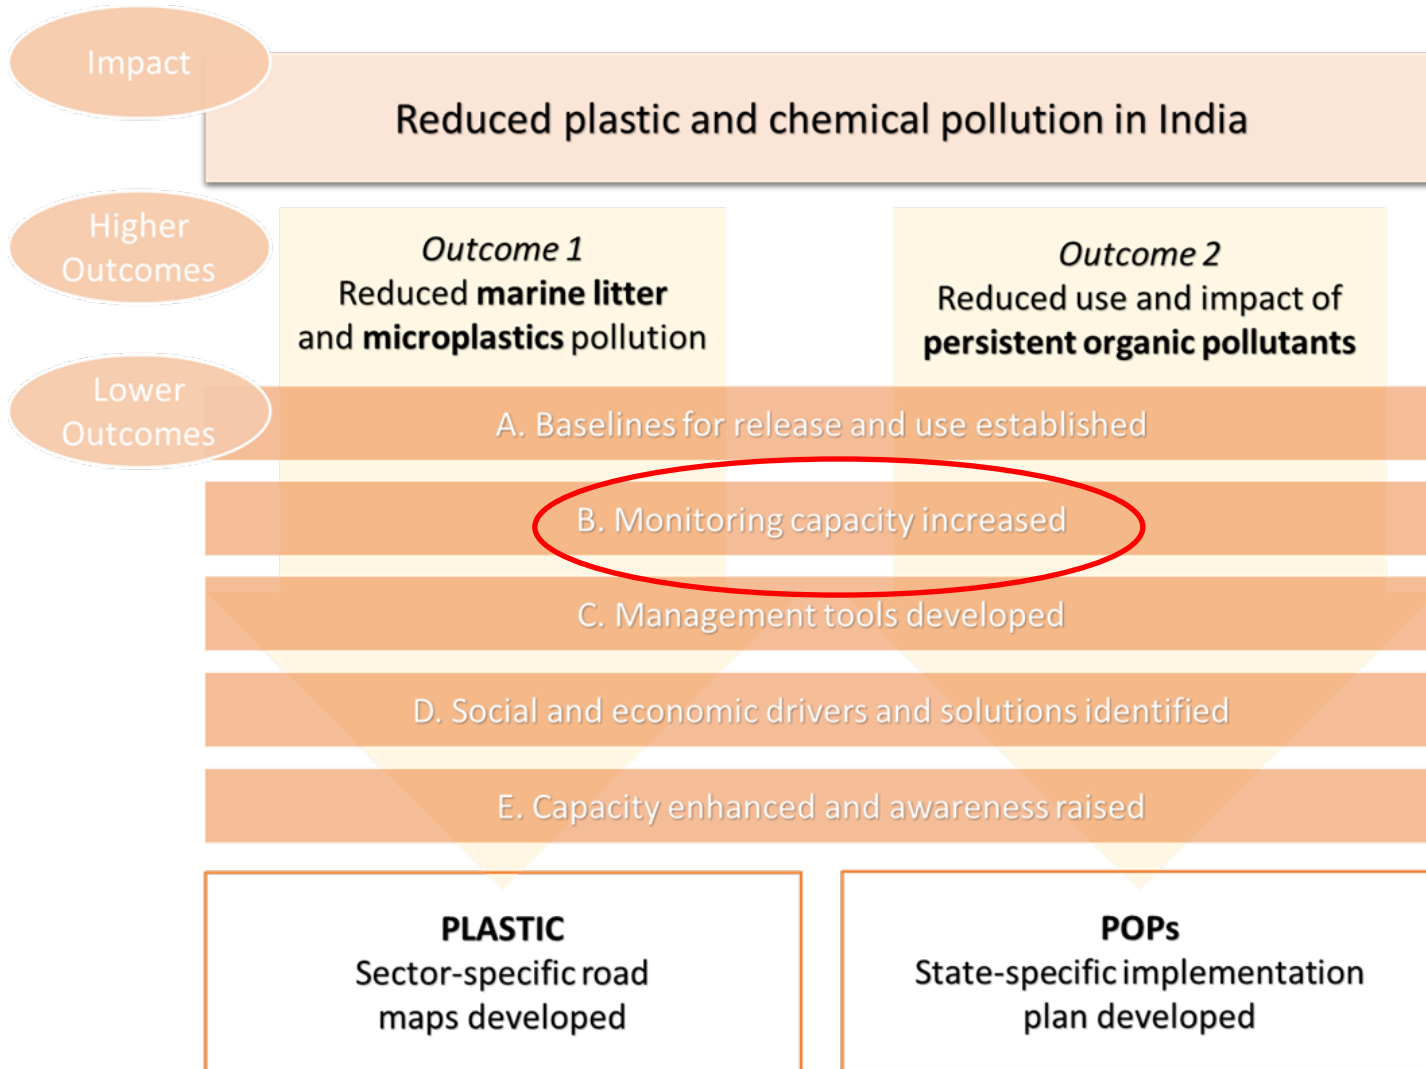 Impact
Reduced plastic and chemical pollution in India
Higher
Outcomes
Outcome 1
Reduced marine litter
and microplastics pollution
Outcome 2
Reduced use and impact of
persistent organic pollutants
Lower
Outcomes
A. Baselines for release and use established
B. Monitoring capacity increased
C. Management tools developed
D. Social and economic drivers and solutions identified
E. Capacity enhanced and awareness raised
PLASTIC
Sector-specific road
maps developed
POPs
State-specific implementation
plan developed